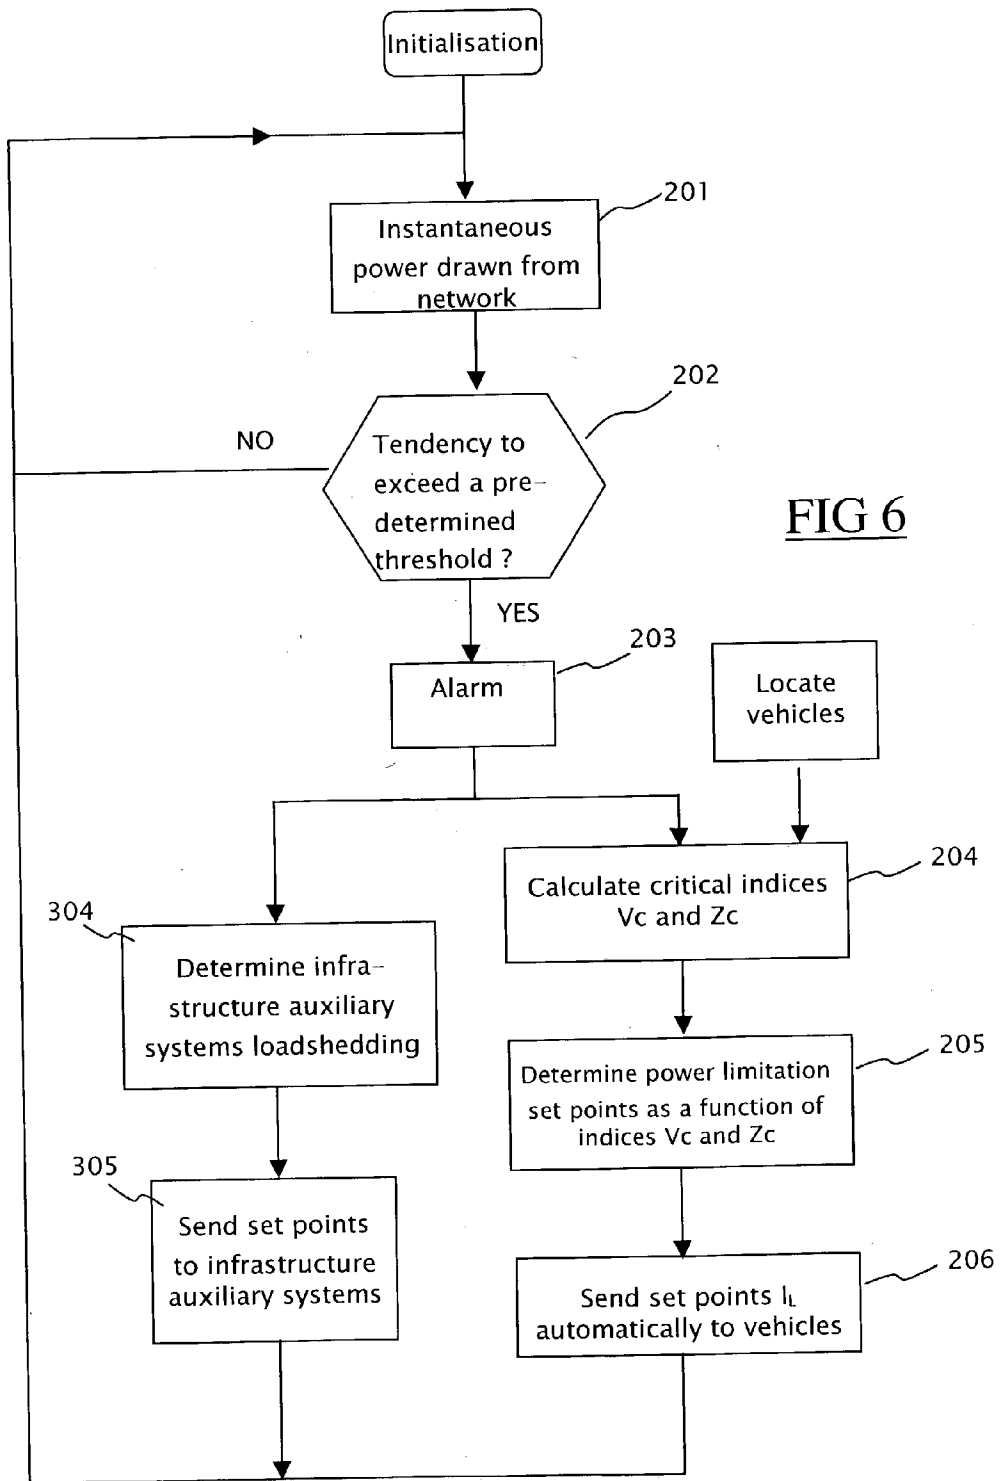 Initialisation
201
Instantaneous
power drawn from
network
202
NO
Tendency to
exceed a pre-
determined
threshold ?
FIG 6
YES
203
Alarm
Locate
vehicles
204
Calculate critical indices
Vc and Zc
304
Determine infra-
structure auxiliary
systems loadshedding
205
Determine power limitation
set points as a function of
indices Vc and Zc
305
Send set points
to infrastructure
auxiliary systems
206
Send set points IL
automatically to vehicles